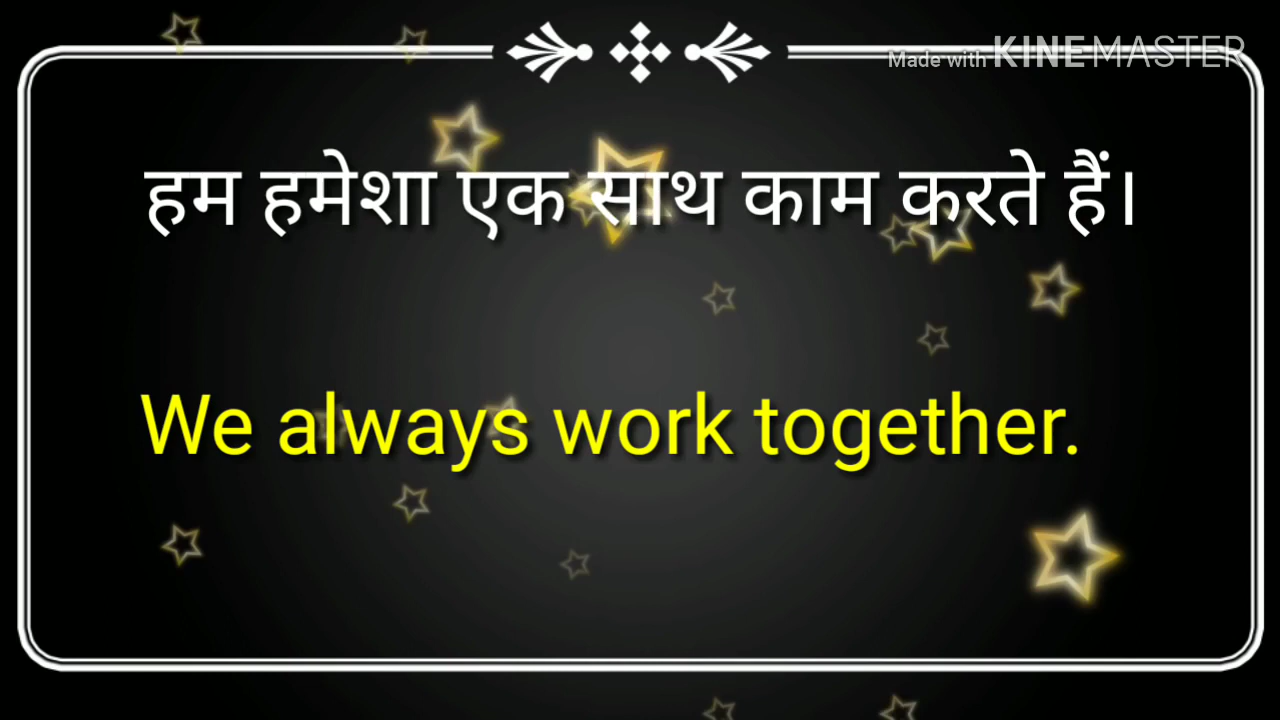 Made with KINEMASTER
हम हमेशा एक साथ काम करते हैं।
We always work together.